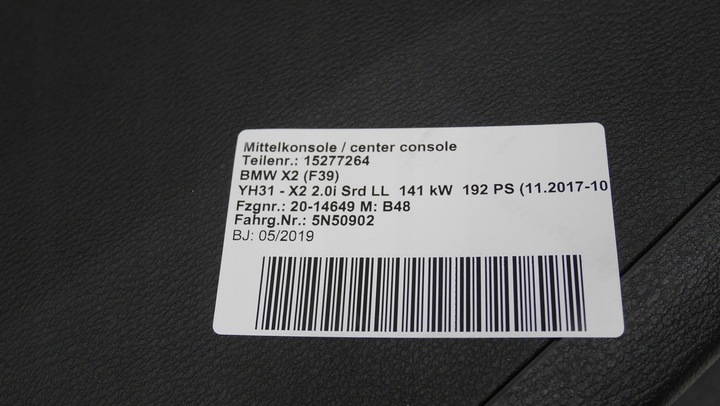 Mittelkonsole / center console
Teilenr.: 15277264
BMW X2 (F39)
YH31 - X2 2.0i Srd LL 141 kW 192 PS (11.2017-10
Fzgnr.: 20-14649 M: B48
Fahrg.Nr.: 5N50902
BJ: 05/2019